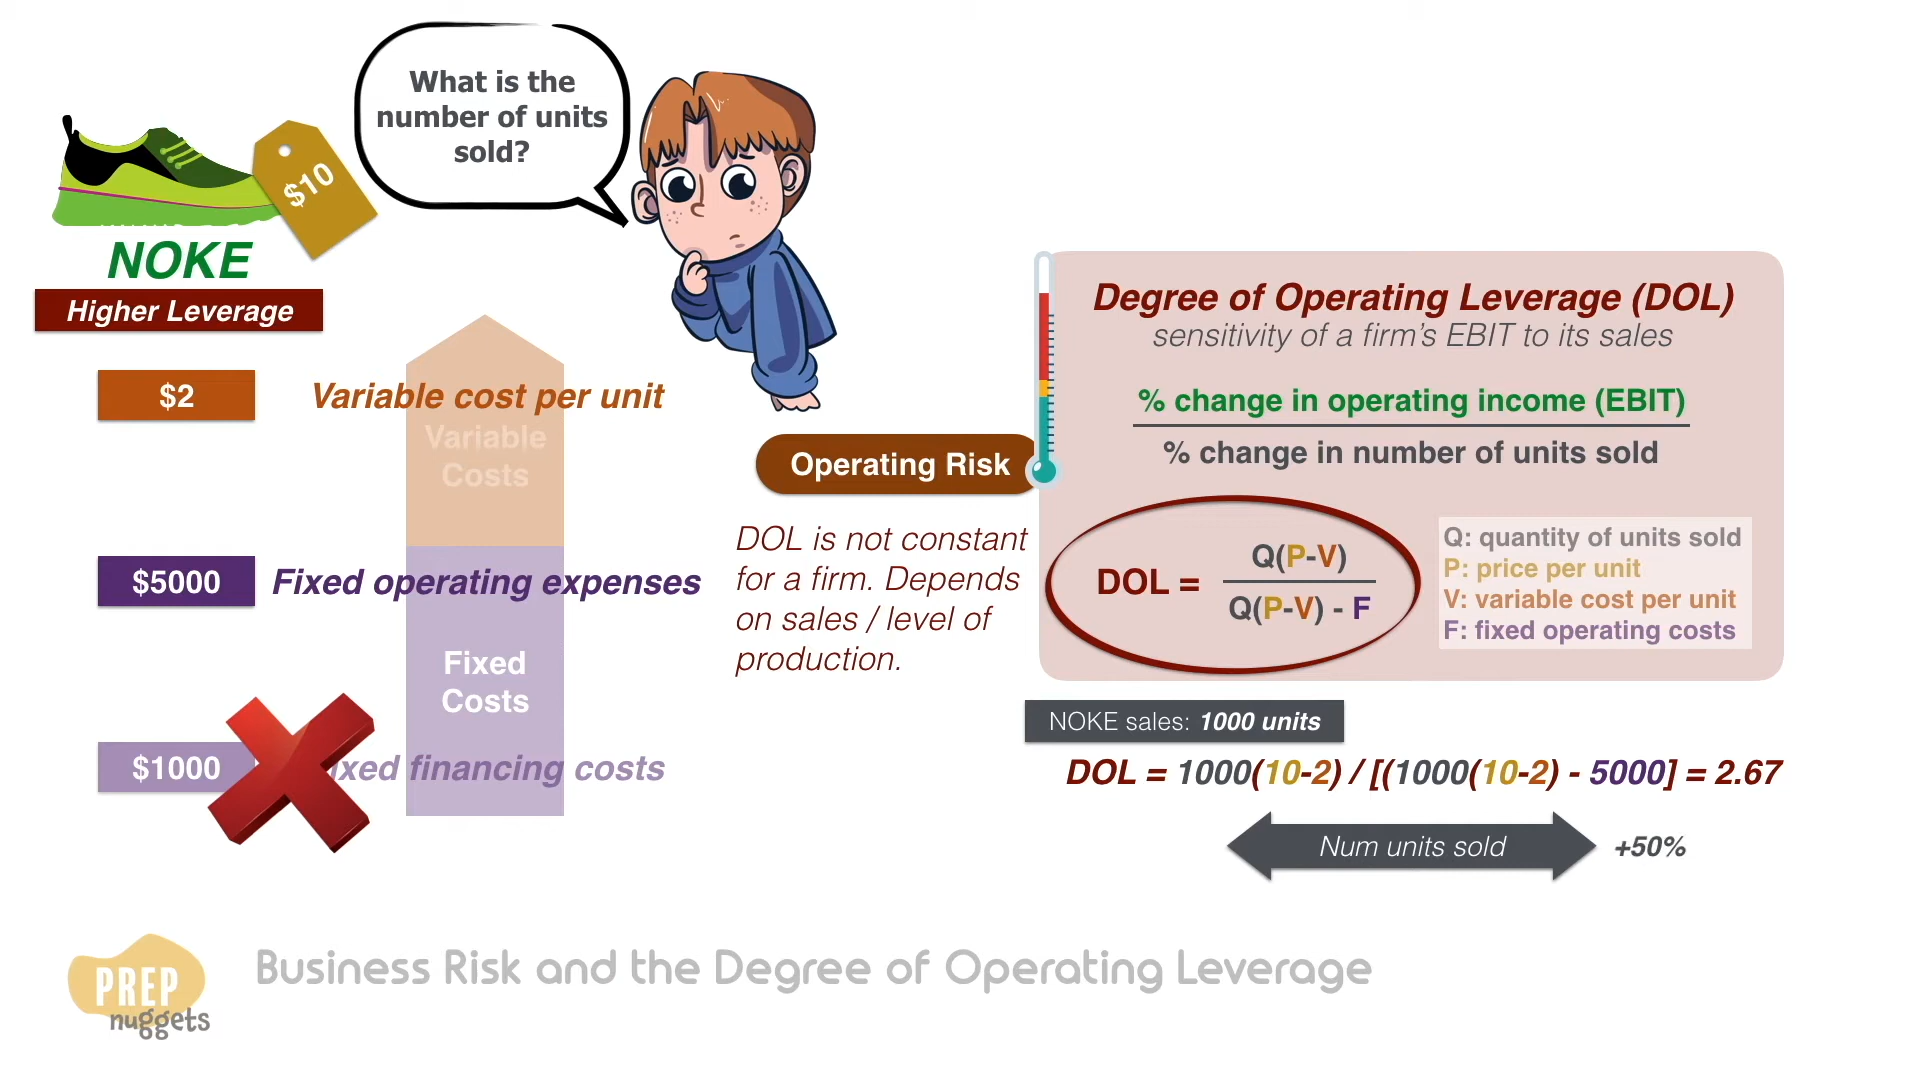 What is the
number of units
sold?
$10
NOKE
Higher Leverage
$2
Variable cost per unit
Variable
Costs
$5000
Fixed operating expenses
Fixed
Costs
$1000
ixed financing costs
Operating Risk
DOL is not constant
for a firm. Depends
on sales / level of
production.
Degree of Operating Leverage (DOL)
sensitivity of a firm's EBIT to its sales
% change in operating income (EBIT)
% change in number of units sold
DOL =
Q(P-V)
Q(P-V) - F
Q: quantity of units sold
P: price per unit
V: variable cost per unit
F: fixed operating costs
NOKE sales: 1000 units
DOL = 1000(10-2) / [(1000(10-2) - 5000] = 2.67
Num units sold
+50%
PREP
nuggets
Business Risk and the Degree of Operating Leverage